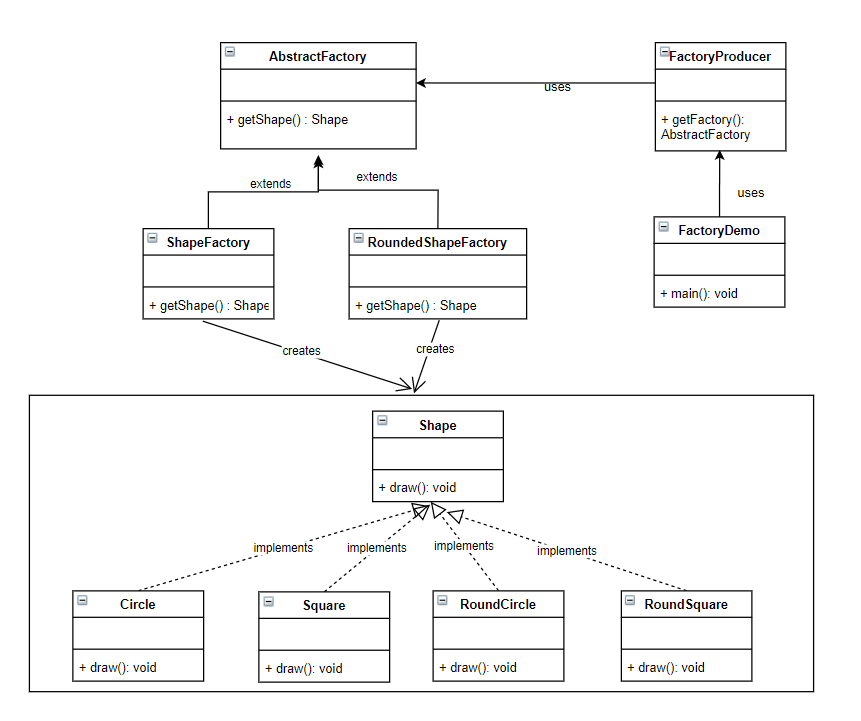 AbstractFactory
+ getShape() : Shape
FactoryProducer
+ getFactory():
AbstractFactory
uses
uses
extends
extends
ShapeFactory
+ getShape() : Shape
RoundedShapeFactory
+ getShape() : Shape
FactoryDemo
+ main(): void
creates
creates
Shape
+ draw(): void
implements
implements
implements
implements
Circle
+ draw(): void
Square
+ draw(): void
RoundCircle
+ draw(): void
RoundSquare
+ draw(): void